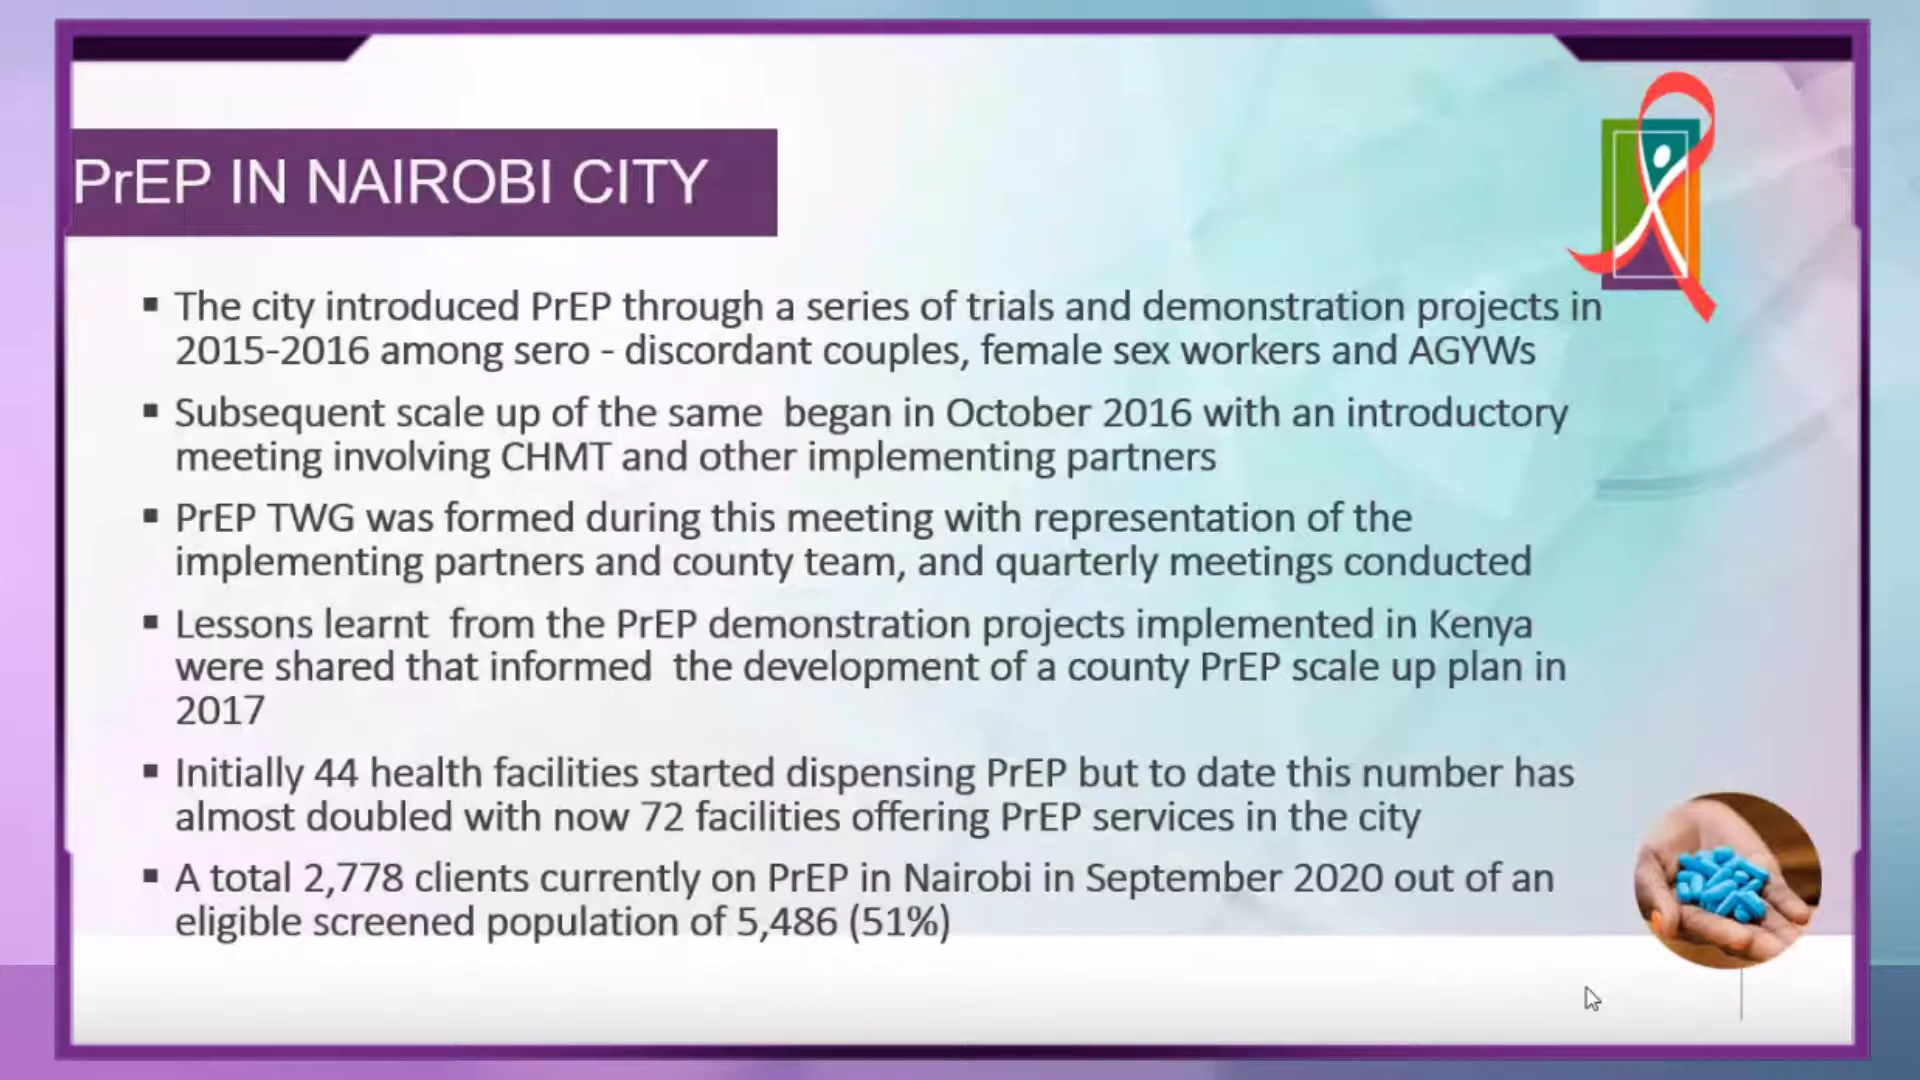 PrEP IN NAIROBI CITY
▪ The city introduced PrEP through a series of trials and demonstration projects in
2015-2016 among sero - discordant couples, female sex workers and AGYWs
▪ Subsequent scale up of the same  began in October 2016 with an introductory
meeting involving CHMT and other implementing partners
▪ PrEP TWG was formed during this meeting with representation of the
implementing partners and county team, and quarterly meetings conducted
▪ Lessons learnt  from the PrEP demonstration projects implemented in Kenya
were shared that informed  the development of a county PrEP scale up plan in
2017
▪ Initially 44 health facilities started dispensing PrEP but to date this number has
almost doubled with now 72 facilities offering PrEP services in the city
▪ A total 2,778 clients currently on PrEP in Nairobi in September 2020 out of an
eligible screened population of 5,486 (51%)